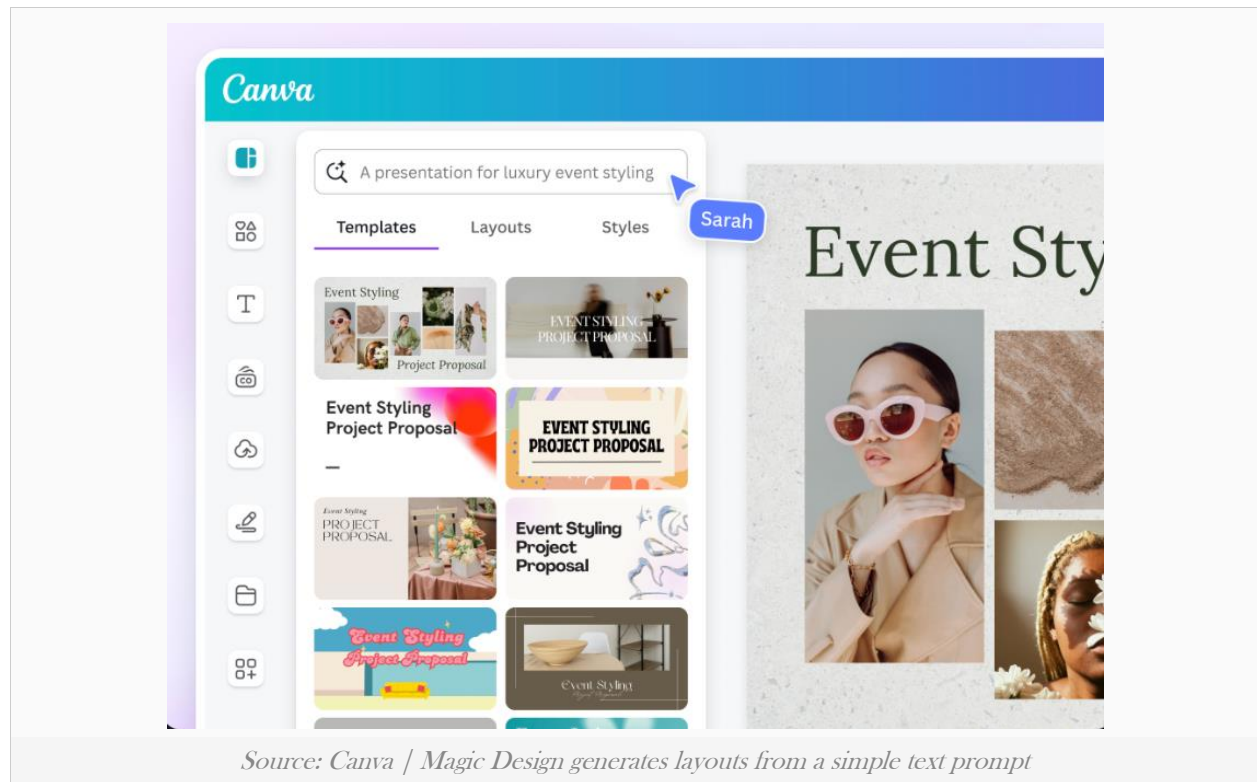 Canva
A presentation for luxury event styling
Sarah
Templates Layouts Styles
Event Sty
Event Styling
Project Proposal
EVENT STYLING
PROJECT PROPOSAL
Event Styling
Project Proposal
EVENT STYLING
PROJECT PROPOSAL
Event Styling
PROJECT
PROPOSAL
Event Styling
Project
Proposal
Event Styling
Project Proposal
Event Styling
Project Proposal
Source: Canva | Magic Design generates layouts from a simple text prompt